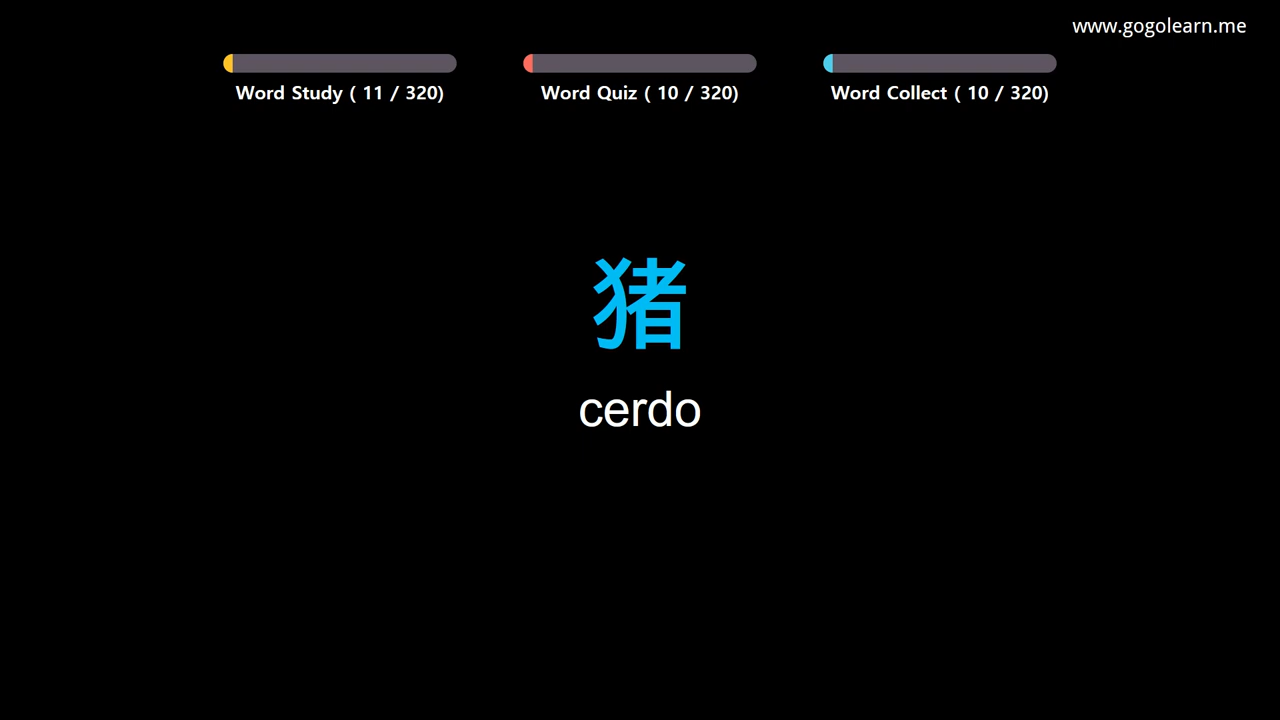 www.gogolearn.me
Word Study ( 11 / 320)
Word Quiz ( 10 / 320)
Word Collect ( 10 / 320)
猪
cerdo